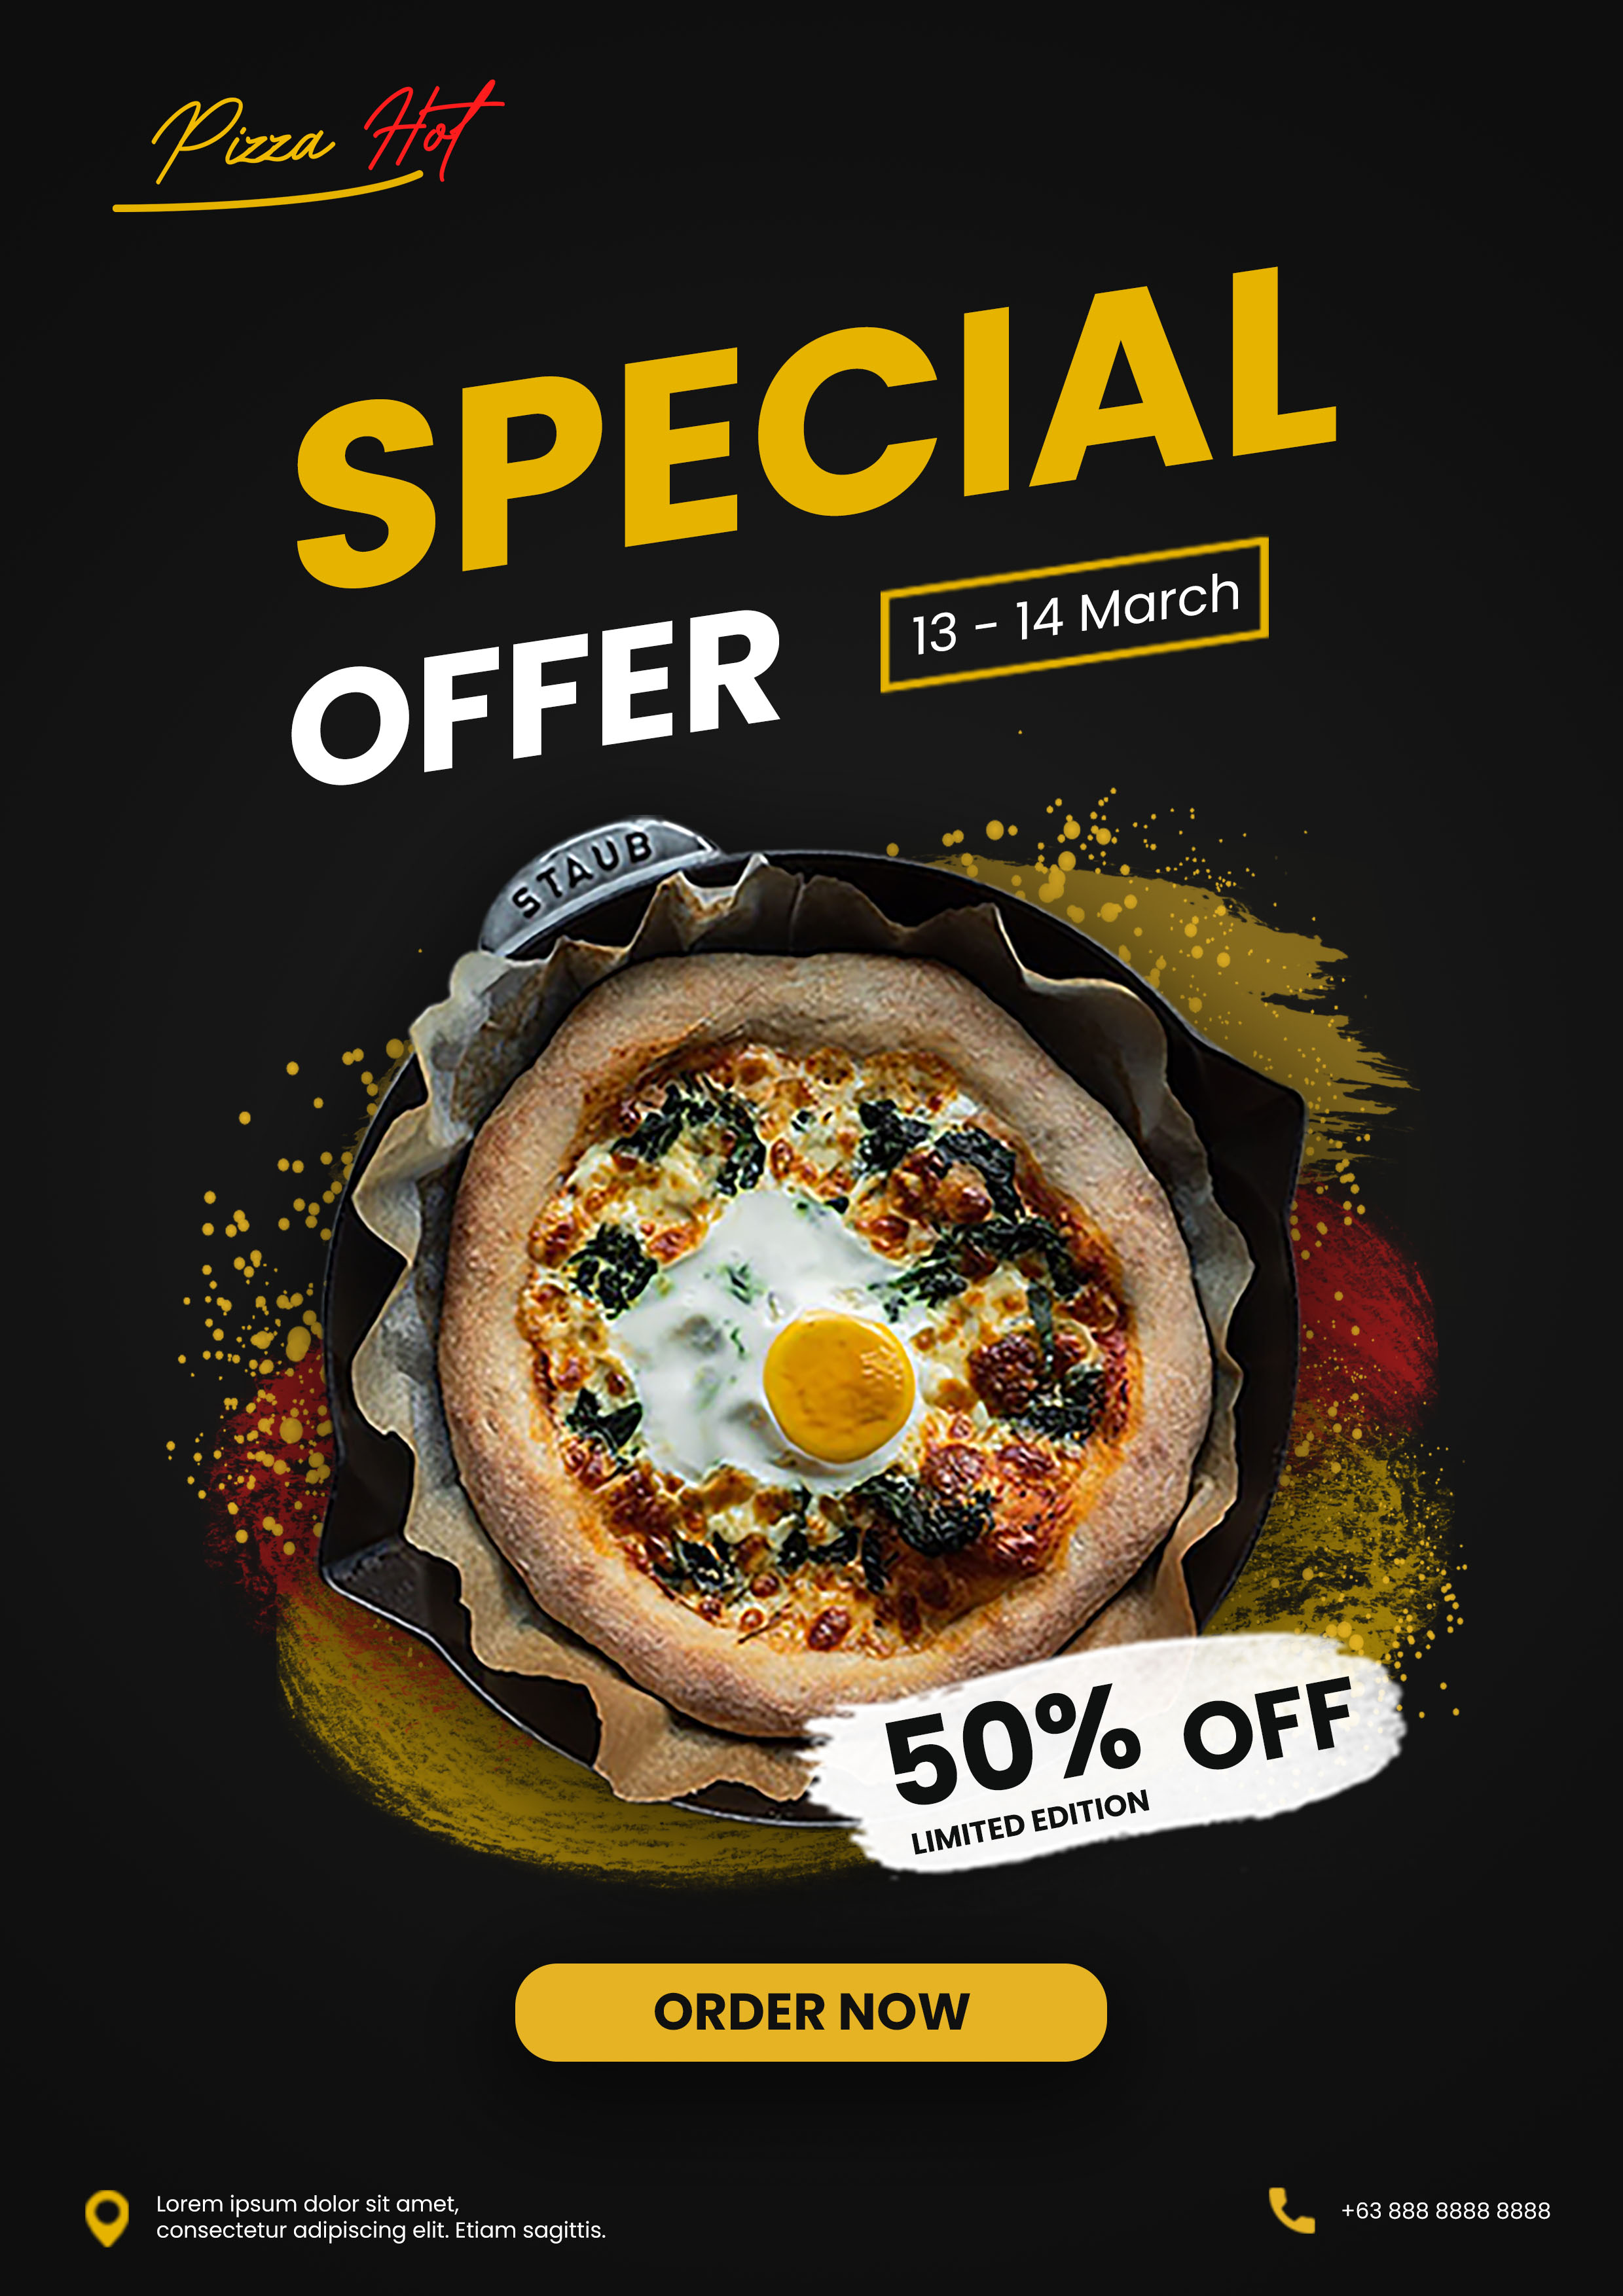 Pizza Hot
SPECIAL
OFFER
13 - 14 March
STAUB
50% OFF
LIMITED EDITION
ORDER NOW
Lorem ipsum dolor sit amet,
consectetur adipiscing elit. Etiam sagittis.
+63 888 8888 8888